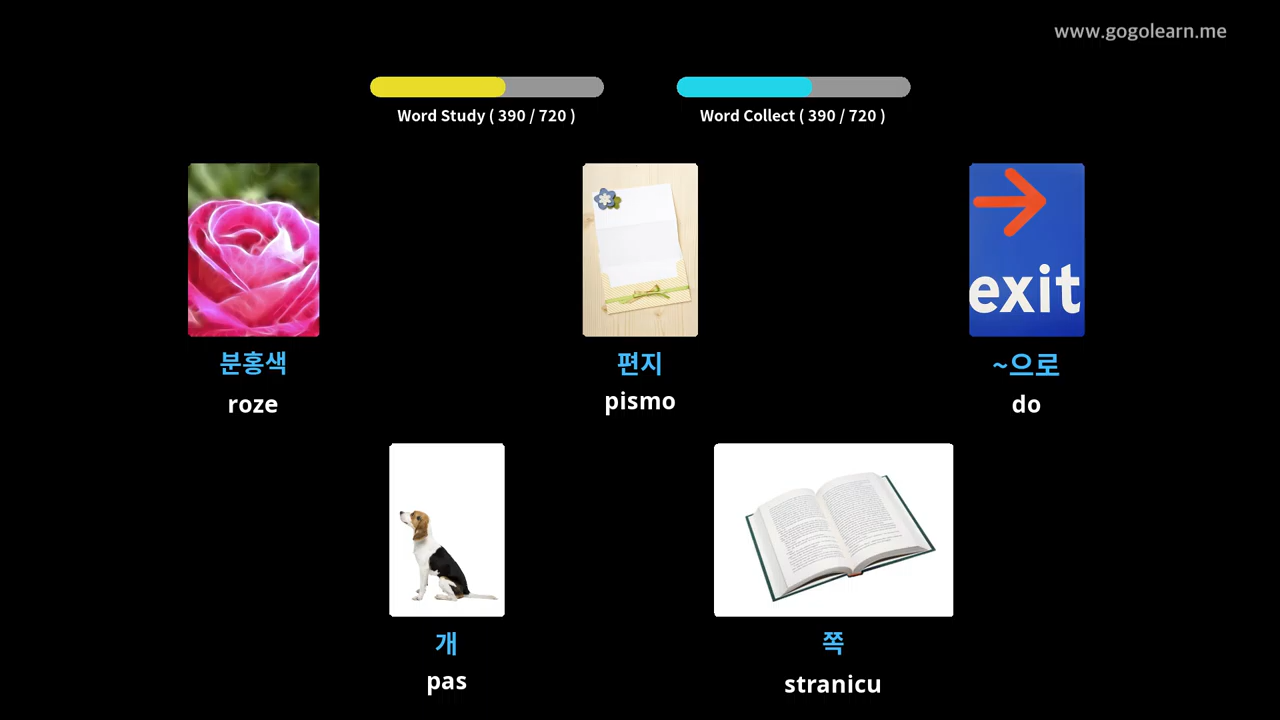 www.gogolearn.me
Word Study ( 390 / 720 )
Word Collect ( 390 / 720 )
분홍색
roze
편지
pismo
exit
~으로
do
개
pas
쪽
stranicu